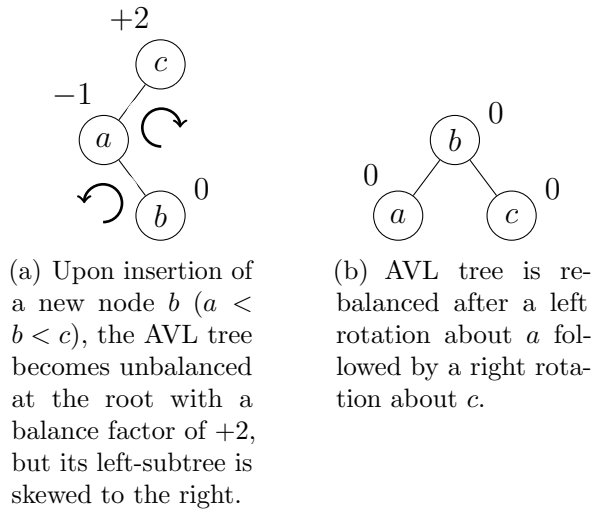 +2
c
−1
a
b
0
0
b
0
a
0
c
(a) Upon insertion of
a new node b (a <
b < c), the AVL tree
becomes unbalanced
at the root with a
balance factor of +2,
but its left-subtree is
skewed to the right.
(b) AVL tree is re-
balanced after a left
rotation about a fol-
lowed by a right rota-
tion about c.